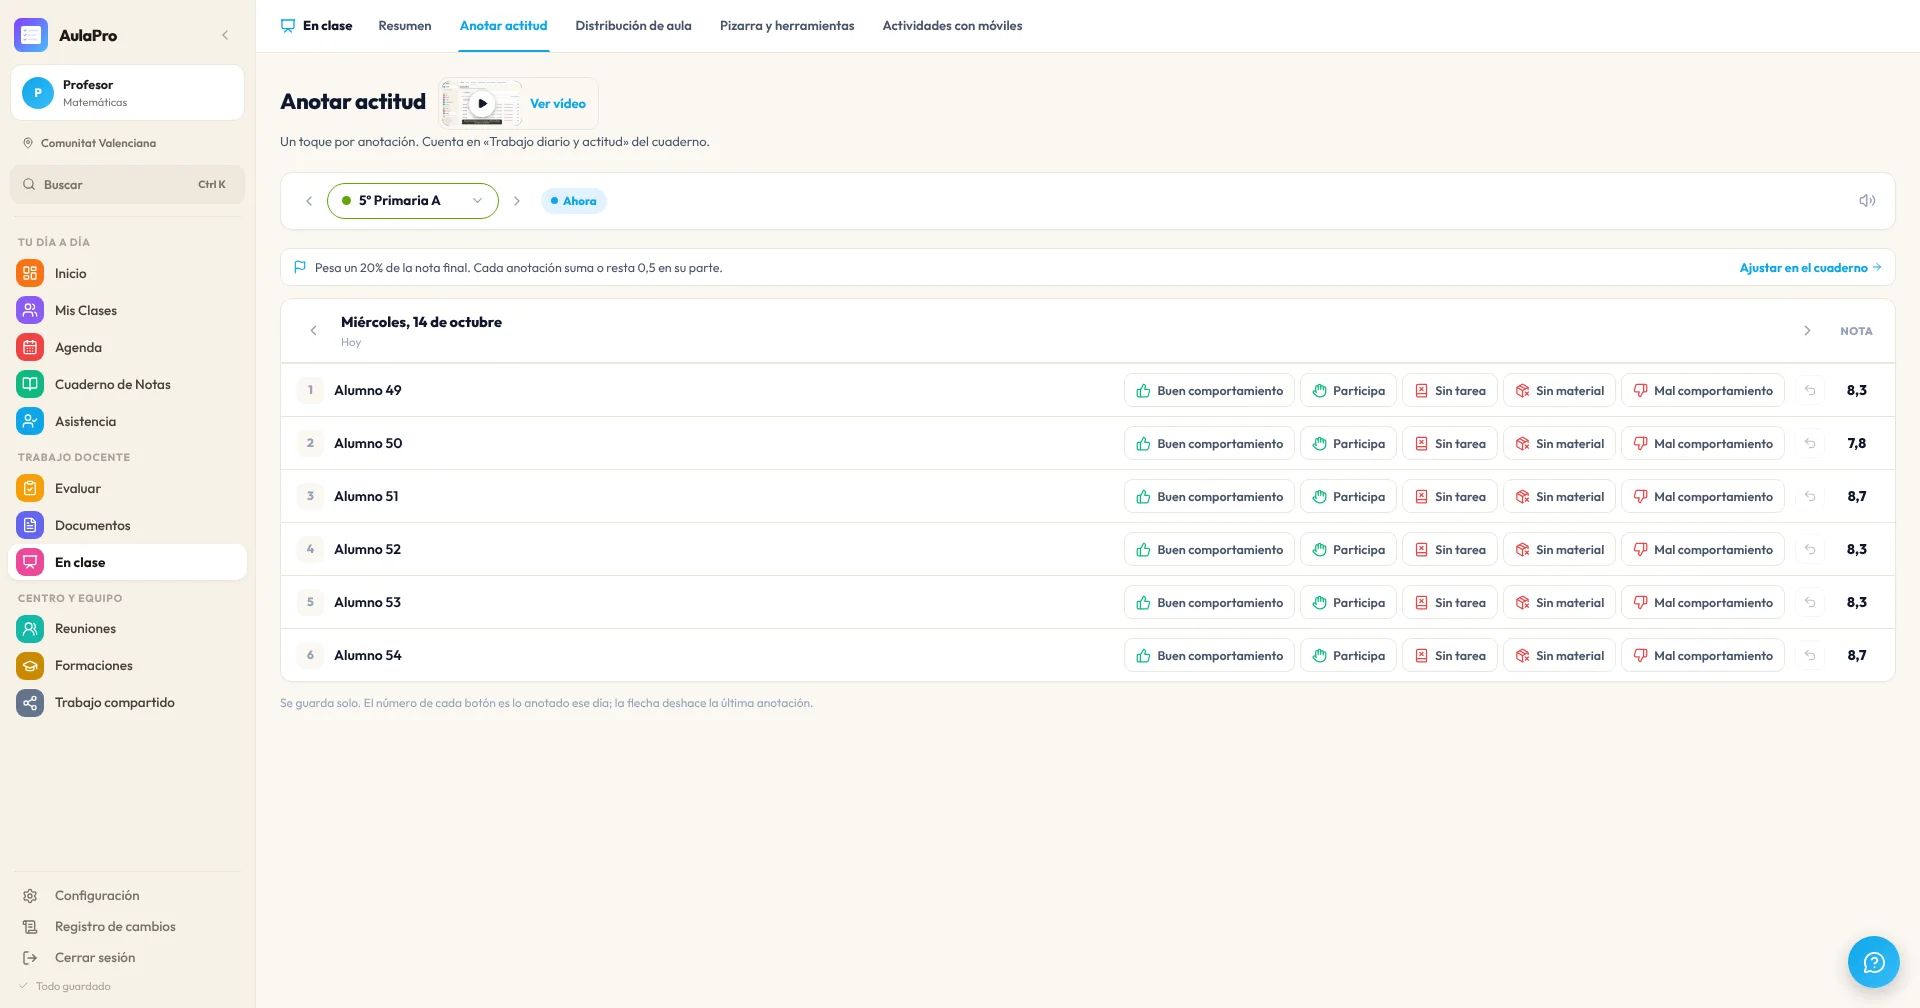 AulaPro
P
Profesor
Matemáticas
Comunitat Valenciana
Buscar Ctrl K
TU DÍA A DÍA
Inicio
Mis Clases
Agenda
Cuaderno de Notas
Asistencia
TRABAJO DOCENTE
Evaluar
Documentos
En clase
CENTRO Y EQUIPO
Reuniones
Formaciones
Trabajo compartido
Configuración
Registro de cambios
Cerrar sesión
Todo guardado
En clase Resumen Anotar actitud Distribución de aula Pizarra y herramientas Actividades con móviles
Anotar actitud Ver vídeo
Un toque por anotación. Cuenta en «Trabajo diario y actitud» del cuaderno.
5º Primaria A Ahora
Pesa un 20% de la nota final. Cada anotación suma o resta 0,5 en su parte. Ajustar en el cuaderno →
Miércoles, 14 de octubre NOTA
Hoy
1 Alumno 49 Buen comportamiento Participa Sin tarea Sin material Mal comportamiento 8,3
2 Alumno 50 Buen comportamiento Participa Sin tarea Sin material Mal comportamiento 7,8
3 Alumno 51 Buen comportamiento Participa Sin tarea Sin material Mal comportamiento 8,7
4 Alumno 52 Buen comportamiento Participa Sin tarea Sin material Mal comportamiento 8,3
5 Alumno 53 Buen comportamiento Participa Sin tarea Sin material Mal comportamiento 8,3
6 Alumno 54 Buen comportamiento Participa Sin tarea Sin material Mal comportamiento 8,7
Se guarda solo. El número de cada botón es lo anotado ese día; la flecha deshace la última anotación.